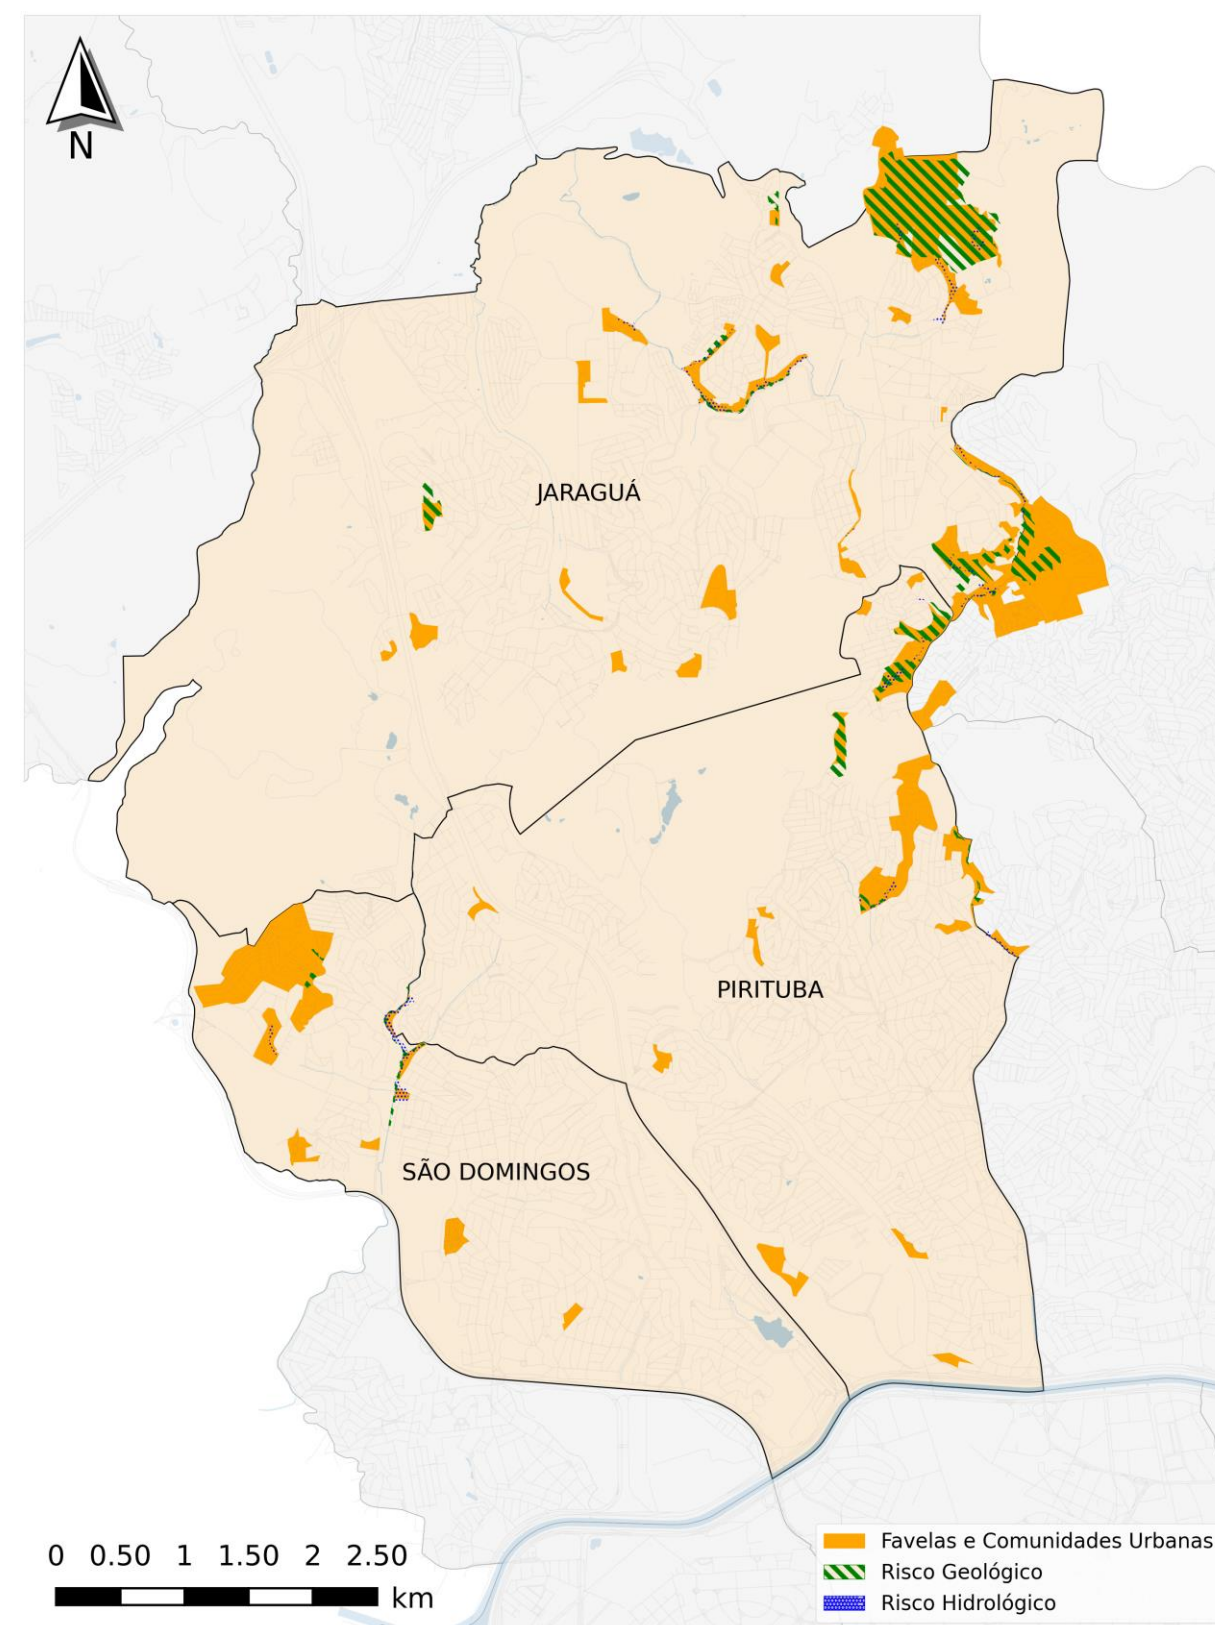 N
JARAGUÁ
PIRITUBA
SÃO DOMINGOS
0 0.50 1 1.50 2 2.50
km
Favelas e Comunidades Urbanas
Risco Geológico
Risco Hidrológico